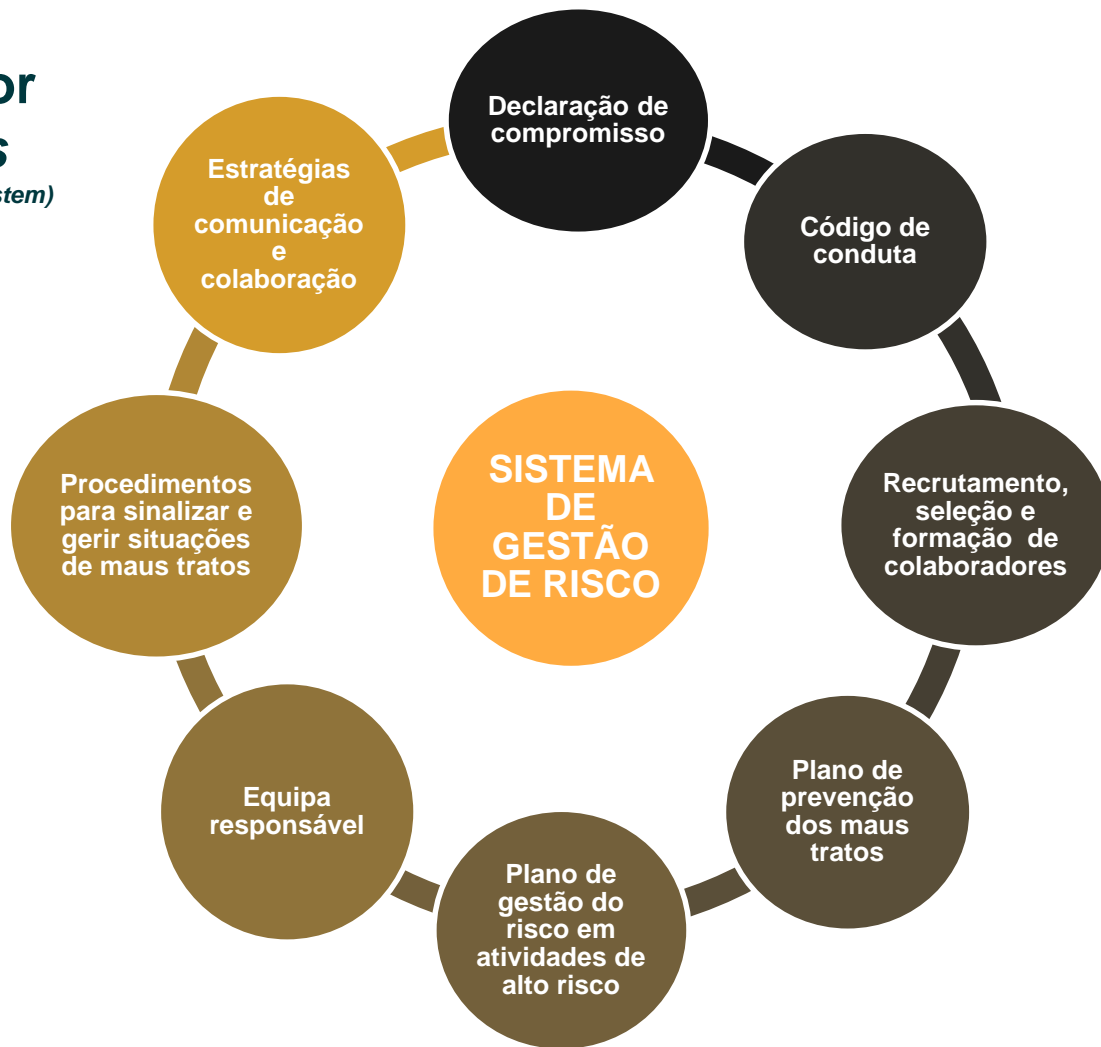 or
s
stem)
Declaração de
compromisso
Código de
conduta
Recrutamento,
seleção e
formação de
colaboradores
Plano de
prevenção
dos maus
tratos
Plano de
gestão do
risco em
atividades de
alto risco
Equipa
responsável
Procedimentos
para sinalizar e
gerir situações
de maus tratos
Estratégias
de
comunicação
e
colaboração
SISTEMA
DE
GESTÃO
DE RISCO